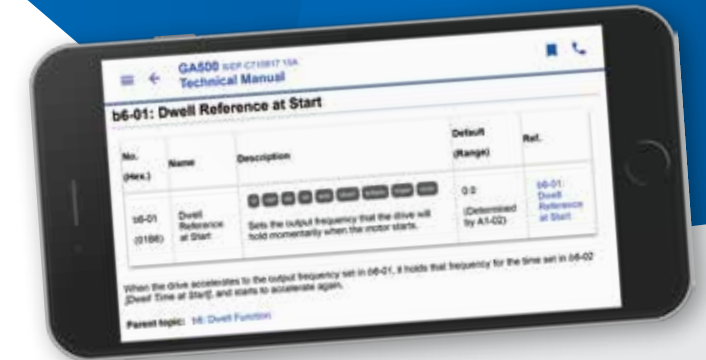 GA500 SIEP C710617 15A
Technical Manual
b6-01: Dwell Reference at Start
No.
(Hex.)
Name
Description
Default
(Range)
Ref.
b6-01
(01B6)
Dwell
Reference
at Start
Sets the output frequency that the drive will
hold momentarily when the motor starts.
0.0
(Determined
by A1-02)
b6-01:
Dwell
Reference
at Start
When the drive accelerates to the output frequency set in b6-01, it holds that frequency for the time set in b6-02
[Dwell Time at Start], and starts to accelerate again.
Parent topic: b6: Dwell Function